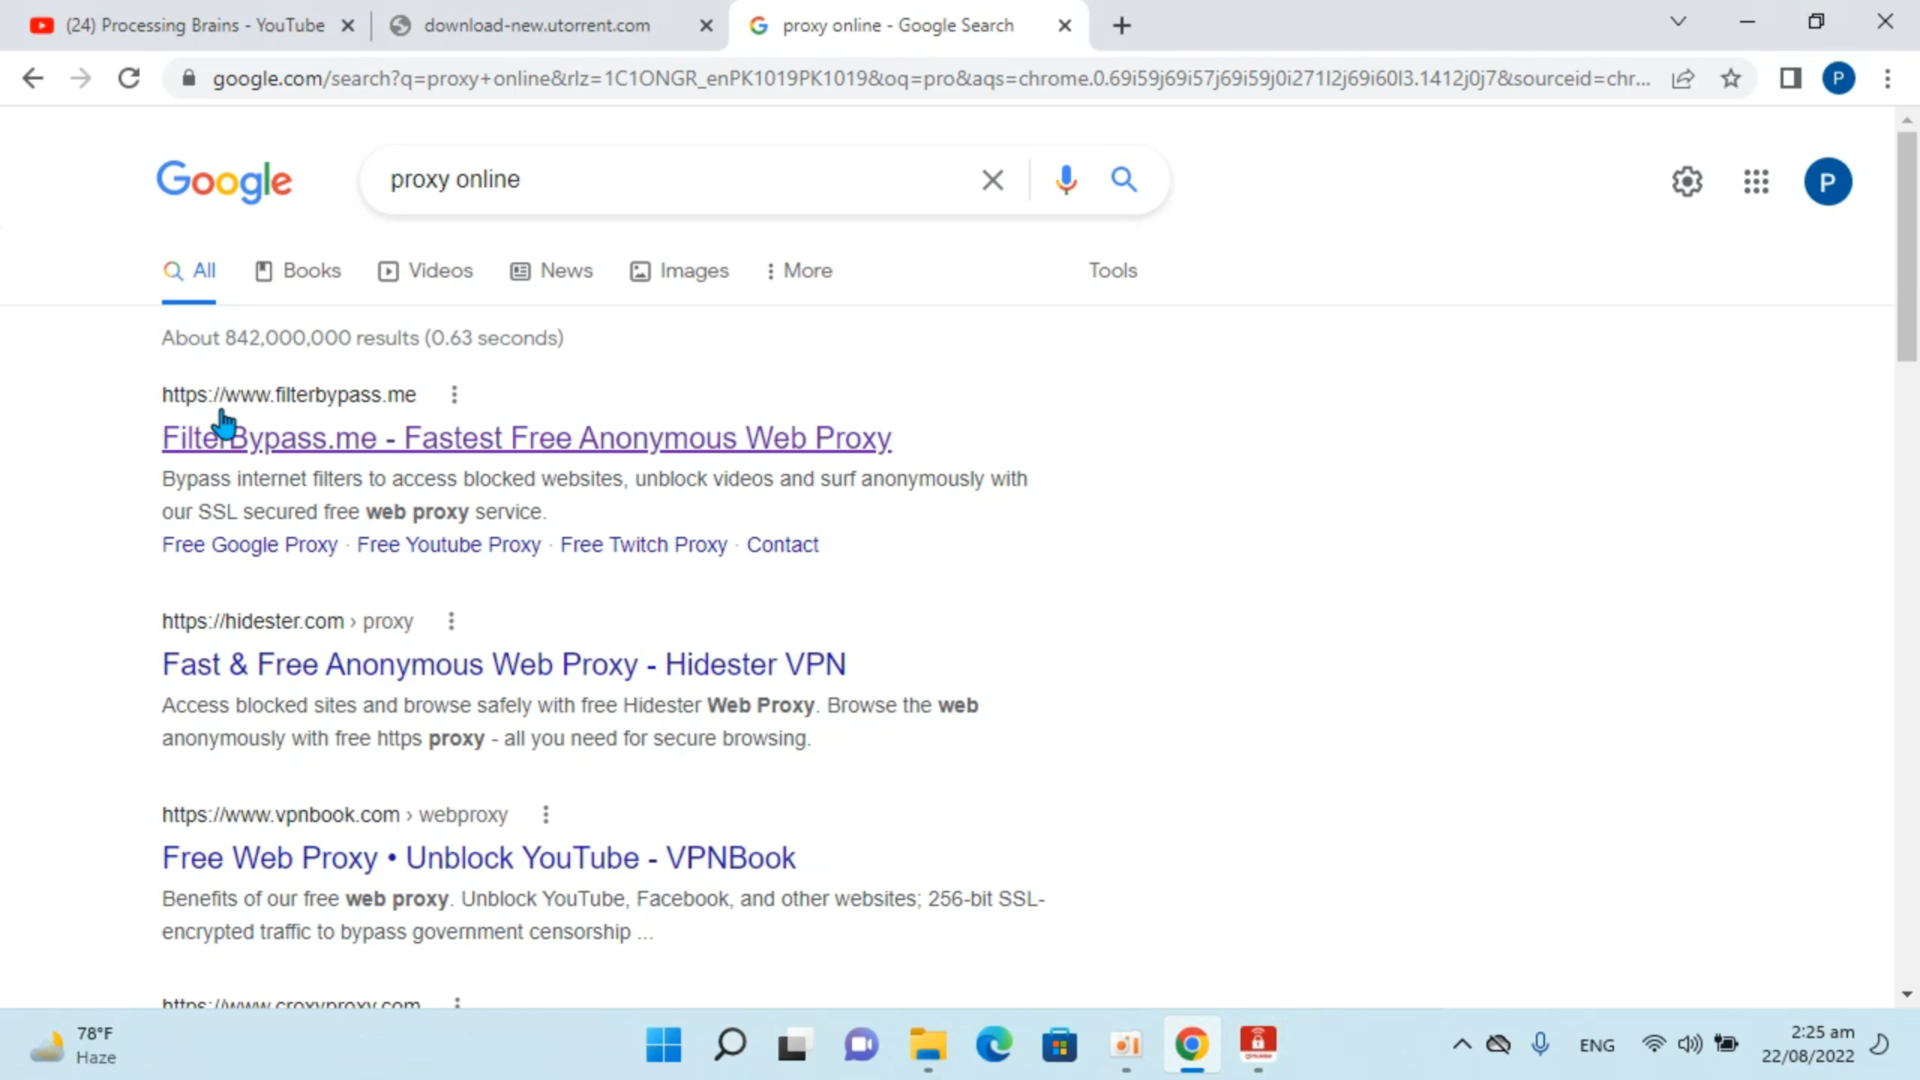 (24) Processing Brains - YouTube
download-new.utorrent.com
proxy online - Google Search
google.com/search?q=proxy+online&rlz=1C1ONGR_enPK1019PK1019&oq=pro&aqs=chrome.0.69i59j69i57j69i59j0i271l2j69i60l3.1412j0j7&sourceid=chr...
P
Google
proxy online
P
All
Books
Videos
News
Images
More
Tools
About 842,000,000 results (0.63 seconds)
https://www.filterbypass.me
FilterBypass.me - Fastest Free Anonymous Web Proxy
Bypass internet filters to access blocked websites, unblock videos and surf anonymously with
our SSL secured free web proxy service.
Free Google Proxy · Free Youtube Proxy · Free Twitch Proxy · Contact
https://hidester.com › proxy
Fast & Free Anonymous Web Proxy - Hidester VPN
Access blocked sites and browse safely with free Hidester Web Proxy. Browse the web
anonymously with free https proxy - all you need for secure browsing.
https://www.vpnbook.com › webproxy
Free Web Proxy • Unblock YouTube - VPNBook
Benefits of our free web proxy. Unblock YouTube, Facebook, and other websites; 256-bit SSL-
encrypted traffic to bypass government censorship ...
https://www.croxyproxy.com
78°F
Haze
ENG
2:25 am
22/08/2022